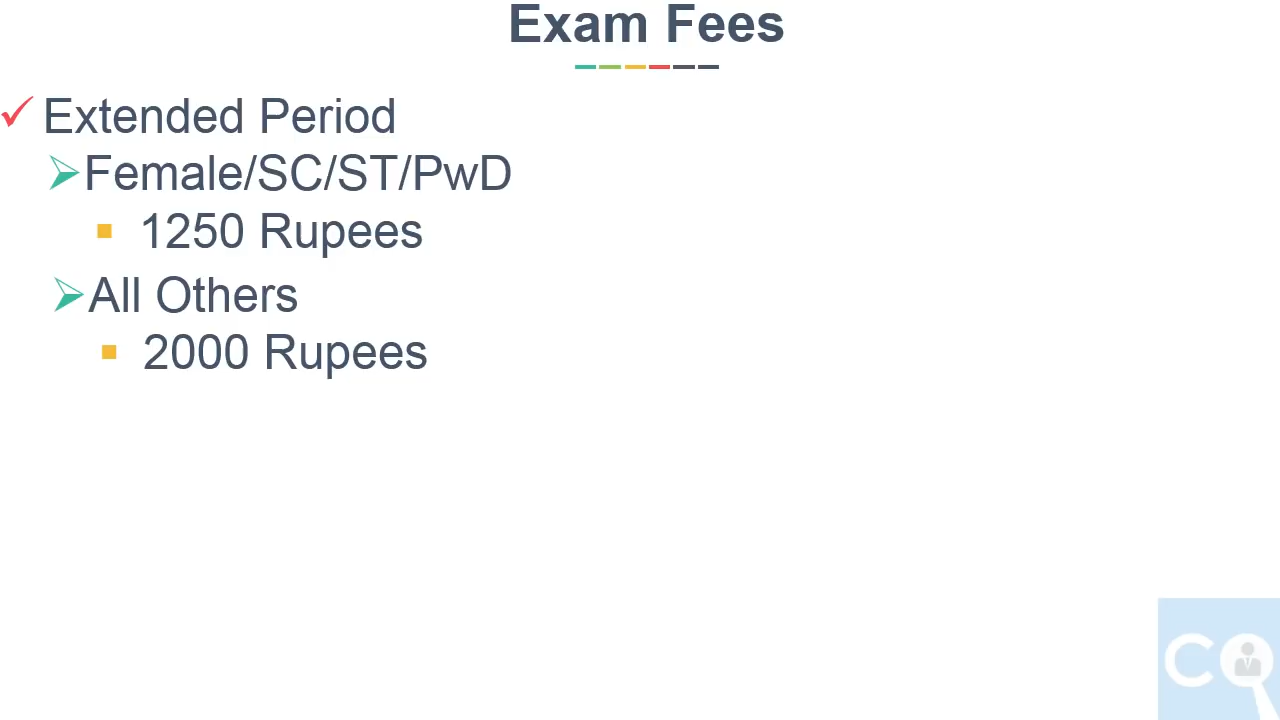 Exam Fees
Extended Period
Female/SC/ST/PwD
1250 Rupees
All Others
2000 Rupees